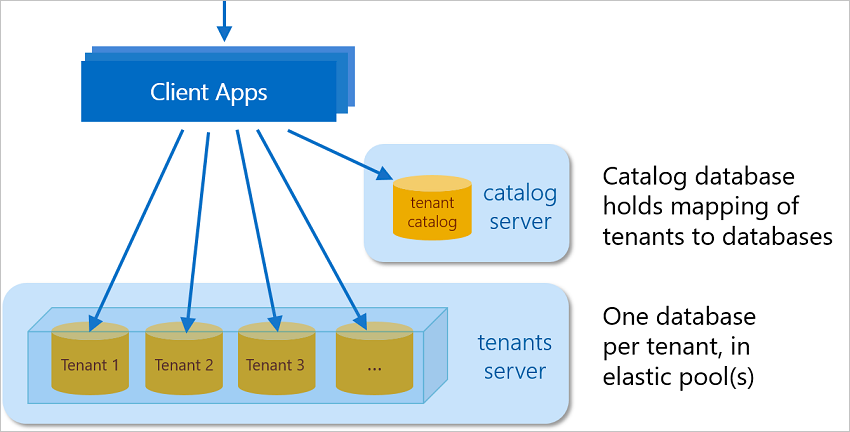 Client Apps
tenant
catalog
catalog
server
Catalog database
holds mapping of
tenants to databases
Tenant 1
Tenant 2
Tenant 3
...
tenants
server
One database
per tenant, in
elastic pool(s)